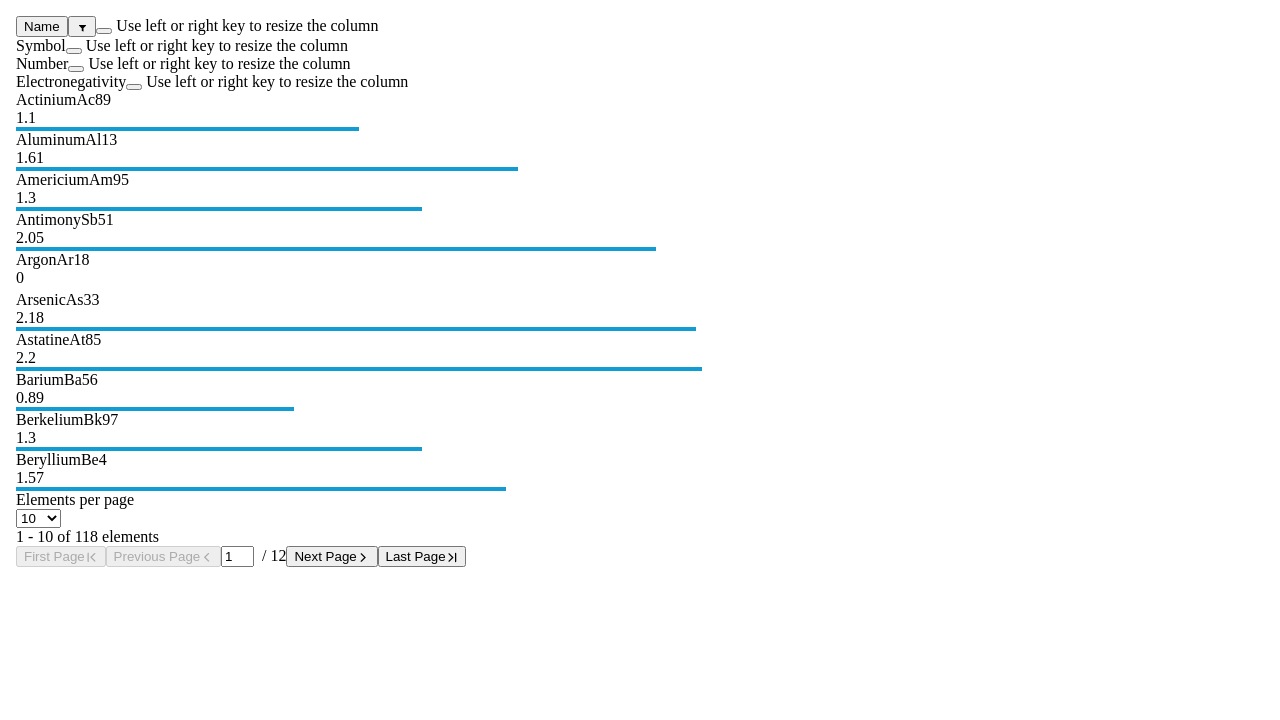 Name Use left or right key to resize the column
Symbol Use left or right key to resize the column
Number Use left or right key to resize the column
Electronegativity Use left or right key to resize the column
ActiniumAc89
1.1
AluminumAl13
1.61
AmericiumAm95
1.3
AntimonySb51
2.05
ArgonAr18
0
ArsenicAs33
2.18
AstatineAt85
2.2
BariumBa56
0.89
BerkeliumBk97
1.3
BerylliumBe4
1.57
Elements per page
10
1 - 10 of 118 elements
First Page Previous Page 1 / 12 Next Page Last Page